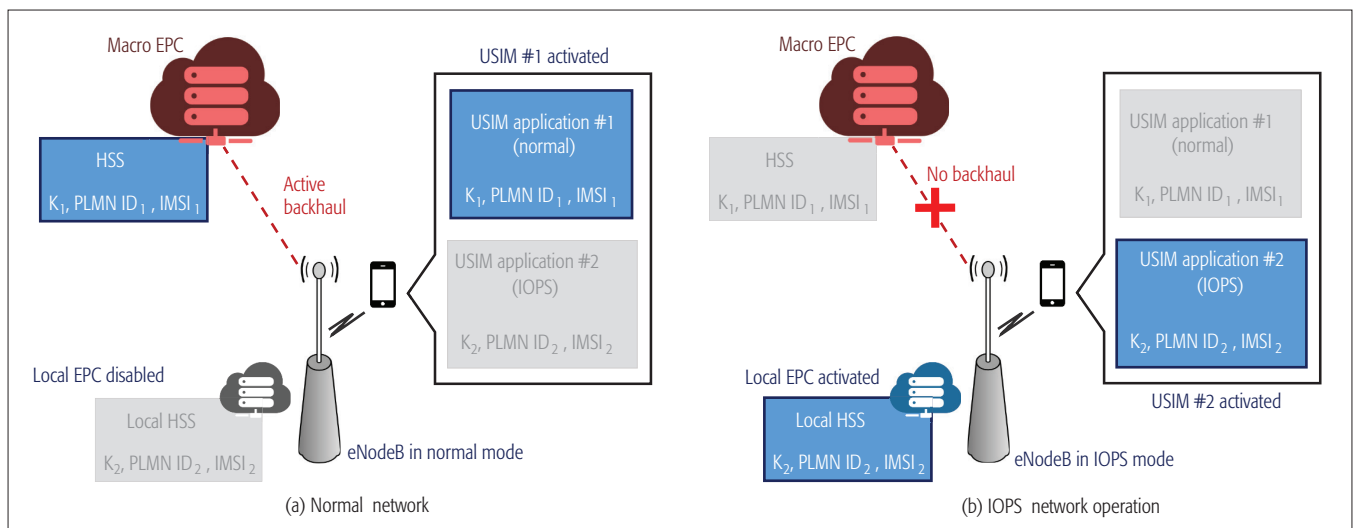 Macro EPC
USIM #1 activated
HSS
K1, PLMN ID1 , IMSI1
Active
backhaul
USIM application #1
(normal)
K1, PLMN ID1 , IMSI1
USIM application #2
(IOPS)
K2, PLMN ID2 , IMSI2
Local EPC disabled
Local HSS
K2, PLMN ID2 , IMSI2
eNodeB in normal mode
(a) Normal network
Macro EPC
HSS
K1, PLMN ID1 , IMSI1
No backhaul
USIM application #1
(normal)
K1, PLMN ID1 , IMSI1
USIM application #2
(IOPS)
K2, PLMN ID2 , IMSI2
USIM #2 activated
Local EPC activated
Local HSS
K2, PLMN ID2 , IMSI2
eNodeB in IOPS mode
(b) IOPS network operation